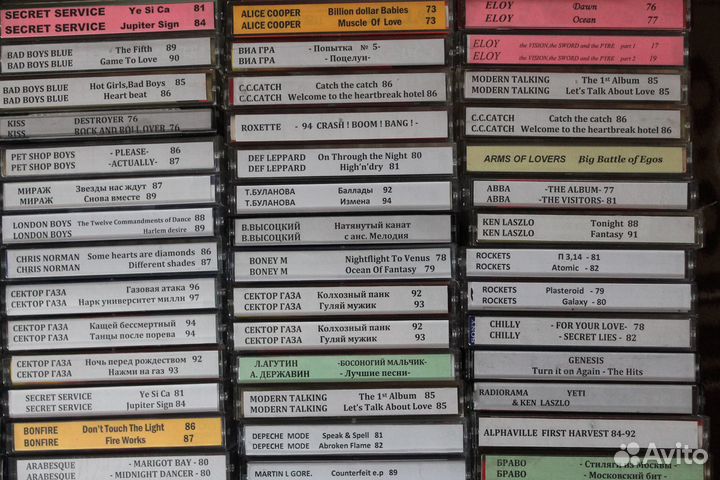 SECRET SERVICE Ye Si Ca 81
SECRET SERVICE Jupiter Sign 84
BAD BOYS BLUE The Fifth 89
BAD BOYS BLUE Game To Love 90
BAD BOYS BLUE Hot Girls,Bad Boys 85
BAD BOYS BLUE Heart beat 86
KISS DESTROYER 76
KISS ROCK AND ROLL OVER 76
PET SHOP BOYS -PLEASE- 86
PET SHOP BOYS -ACTUALLY- 87
МИРАЖ Звезды нас ждут 87
МИРАЖ Снова вместе 89
LONDON BOYS The Twelve Commandments of Dance 88
LONDON BOYS Harlem desire 89
CHRIS NORMAN Some hearts are diamonds 86
CHRIS NORMAN Different shades 87
СЕКТОР ГАЗА Газовая атака 96
СЕКТОР ГАЗА Нарк университет милли 97
СЕКТОР ГАЗА Кащей бессмертный 94
СЕКТОР ГАЗА Танцы после порева 94
СЕКТОР ГАЗА Ночь перед рождеством 92
СЕКТОР ГАЗА Нажми на газ 93
SECRET SERVICE Ye Si Ca 81
SECRET SERVICE Jupiter Sign 84
BONFIRE Don't Touch The Light 86
BONFIRE Fire Works 87
ARABESQUE - MARIGOT BAY - 80
ARABESQUE - MIDNIGHT DANCER - 80
ALICE COOPER Billion dollar Babies 73
ALICE COOPER Muscle Of Love 73
ВИА ГРА - Попытка № 5-
ВИА ГРА - Поцелуи-
C.C.CATCH Catch the catch 86
C.C.CATCH Welcome to the heartbreak hotel 86
ROXETTE - 94 CRASH ! BOOM ! BANG ! -
DEF LEPPARD On Through the Night 80
DEF LEPPARD High'n'dry 81
Т.БУЛАНОВА Баллады 92
Т.БУЛАНОВА Измена 94
В.ВЫСОЦКИЙ Натянутый канат
В.ВЫСОЦКИЙ с анс. Мелодия
BONEY M Nightflight To Venus 78
BONEY M Ocean Of Fantasy 79
СЕКТОР ГАЗА Колхозный панк 92
СЕКТОР ГАЗА Гуляй мужик 93
СЕКТОР ГАЗА Колхозный панк 92
СЕКТОР ГАЗА Гуляй мужик 93
Л.АГУТИН -БОСОНОГИЙ МАЛЬЧИК-
А. ДЕРЖАВИН - Лучшие песни-
MODERN TALKING The 1st Album 85
MODERN TALKING Let's Talk About Love 85
DEPECHE MODE Speak & Spell 81
DEPECHE MODE Abroken Flame 82
MARTIN L GORE. Counterfeit e.p 89
ELOY Dawn 76
ELOY Ocean 77
ELOY the VISION,the SWORD and the PYRE part 1 17
ELOY the VISION,the SWORD and the PYRE part 2 19
MODERN TALKING The 1st Album 85
MODERN TALKING Let's Talk About Love 85
C.C.CATCH Catch the catch 86
C.C.CATCH Welcome to the heartbreak hotel 86
ARMS OF LOVERS Big Battle of Egos
ABBA -THE ALBUM- 77
ABBA -THE VISITORS- 81
KEN LASZLO Tonight 88
KEN LASZLO Fantasy 91
ROCKETS П 3,14 - 81
ROCKETS Atomic - 82
ROCKETS Plasteroid - 79
ROCKETS Galaxy - 80
CHILLY - FOR YOUR LOVE- 78
CHILLY - SECRET LIES - 82
GENESIS
Turn it on Again - The Hits
RADIORAMA YETI
& KEN LASZLO
ALPHAVILLE FIRST HARVEST 84-92
БРАВО - Стиляги из Москвы -
БРАВО - Московский бит -
Avito